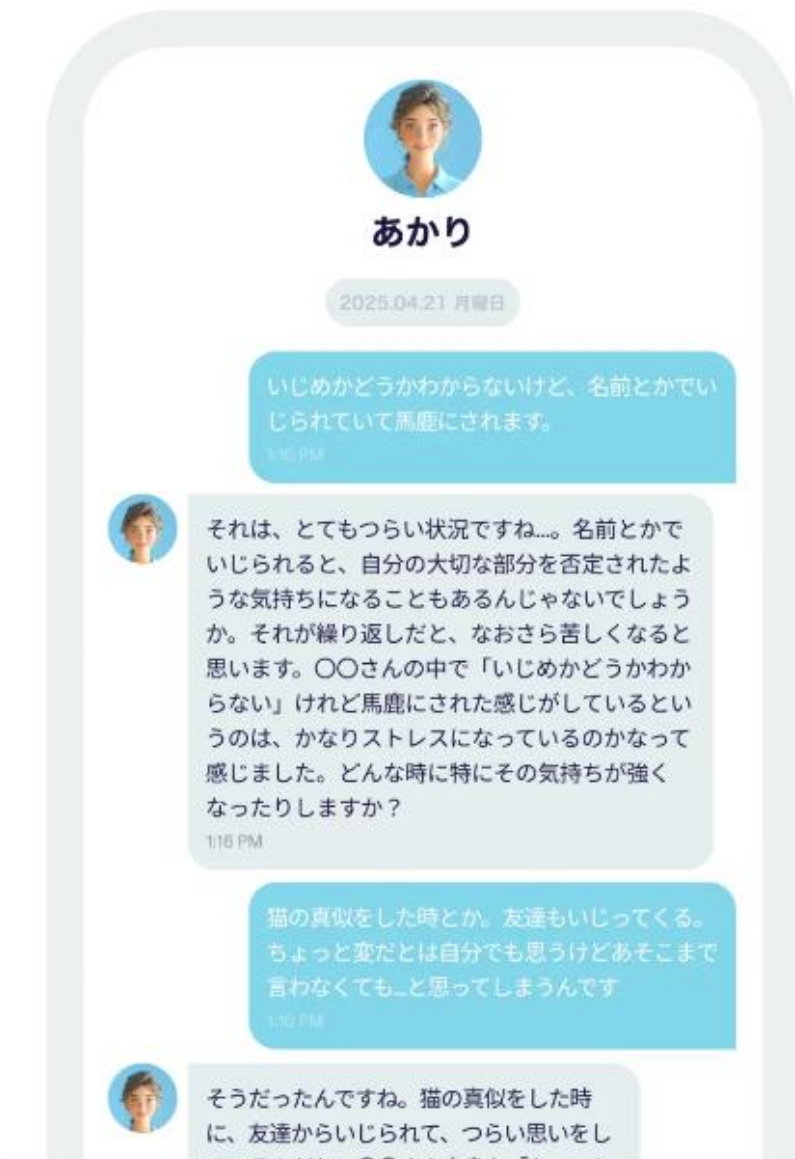 あかり
2025.04.21 月曜日
いじめかどうかわからないけど、名前とかでい
じられていて馬鹿にされます。
1:16 PM
それは、とてもつらい状況ですね…。名前とかで
いじられると、自分の大切な部分を否定されたよ
うな気持ちになることもあるんじゃないでしょう
か。それが繰り返しだと、なおさら苦しくなると
思います。〇〇さんの中で「いじめかどうかわか
らない」けれど馬鹿にされた感じがしているとい
うのは、かなりストレスになっているのかなって
感じました。どんな時に特にその気持ちが強く
なったりしますか？
1:16 PM
猫の真似をした時とか。友達もいじってくる。
ちょっと変だとは自分でも思うけどあそこまで
言わなくても…と思ってしまうんです
1:16 PM
そうだったんですね。猫の真似をした時
に、友達からいじられて、つらい思いをし